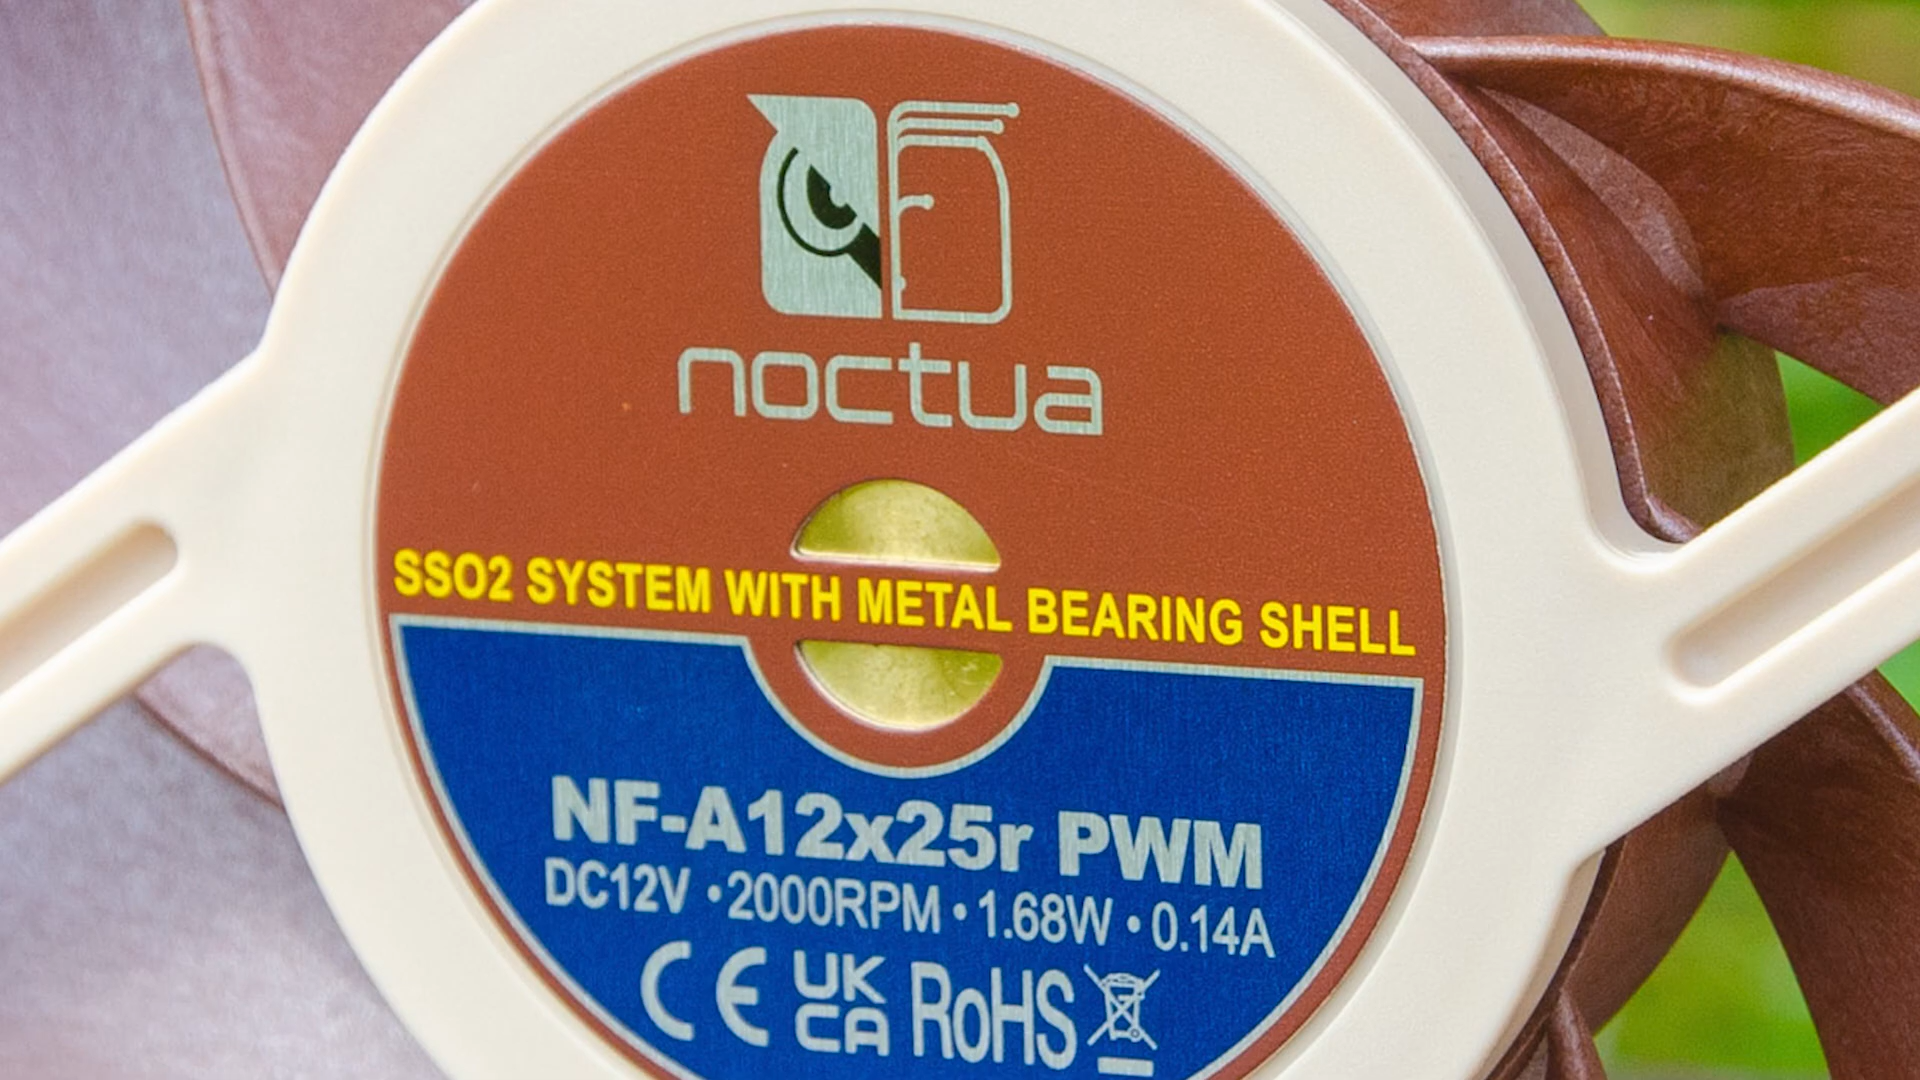 noctua
SSO2 SYSTEM WITH METAL BEARING SHELL
NF-A12x25r PWM
DC12V • 2000RPM • 1.68W • 0.14A
CE UK CA RoHS